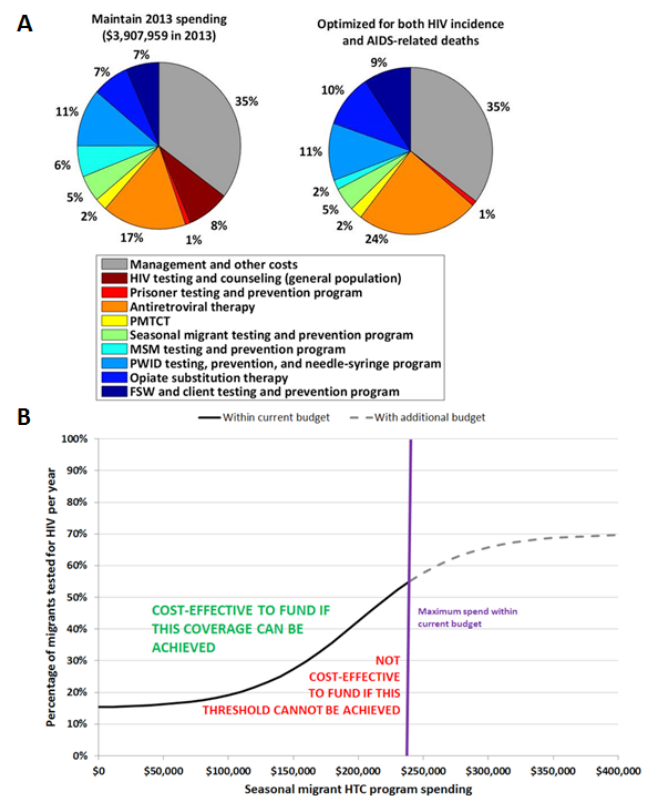 A
Maintain 2013 spending
($3,907,959 in 2013)
7%
7%
35%
11%
6%
5%
2%
17%
1%
8%
Optimized for both HIV incidence
and AIDS-related deaths
9%
10%
35%
11%
2%
5%
2%
24%
1%
Management and other costs
HIV testing and counseling (general population)
Prisoner testing and prevention program
Antiretroviral therapy
PMTCT
Seasonal migrant testing and prevention program
MSM testing and prevention program
PWID testing, prevention, and needle-syringe program
Opiate substitution therapy
FSW and client testing and prevention program
B
Within current budget
With additional budget
Percentage of migrants tested for HIV per year
100%
90%
80%
70%
60%
50%
40%
30%
20%
10%
0%
COST-EFFECTIVE TO FUND IF
THIS COVERAGE CAN BE
ACHIEVED
Maximum spend within
current budget
NOT
COST-EFFECTIVE
TO FUND IF THIS
THRESHOLD CANNOT BE ACHIEVED
$0
$50,000
$100,000
$150,000
$200,000
$250,000
$300,000
$350,000
$400,000
Seasonal migrant HTC program spending